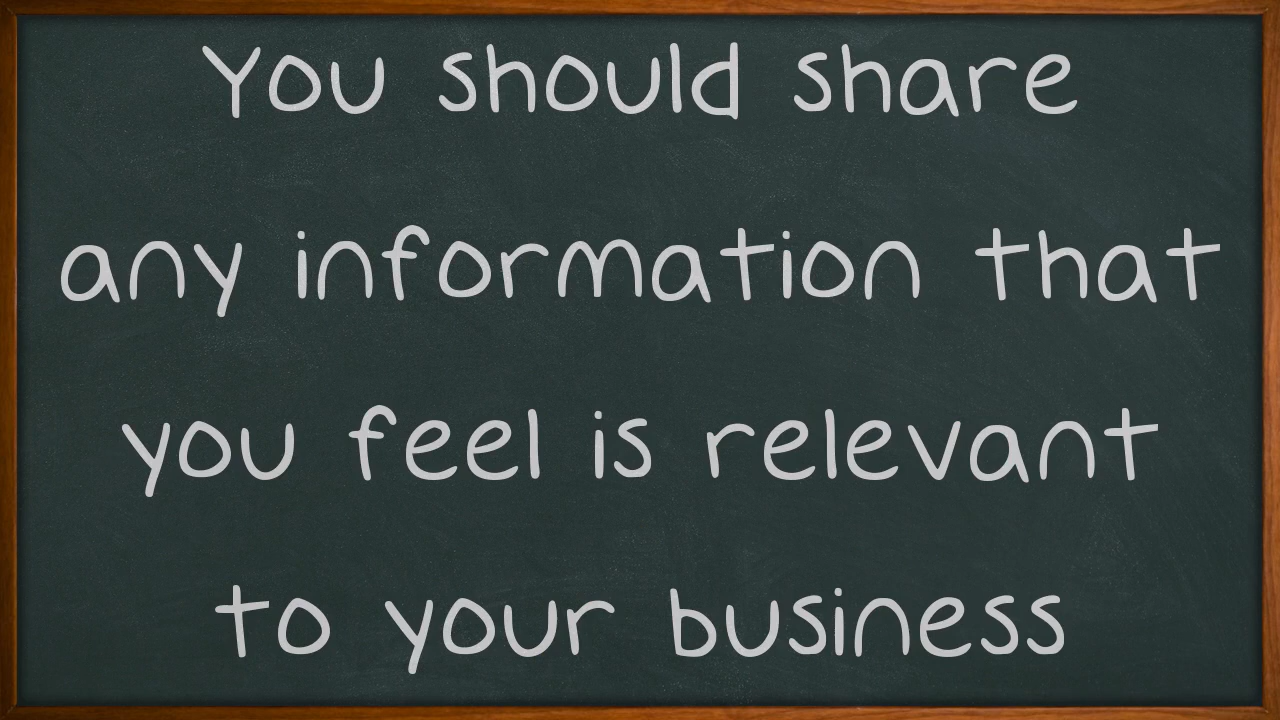 You should share
any information that
you feel is relevant
to your business